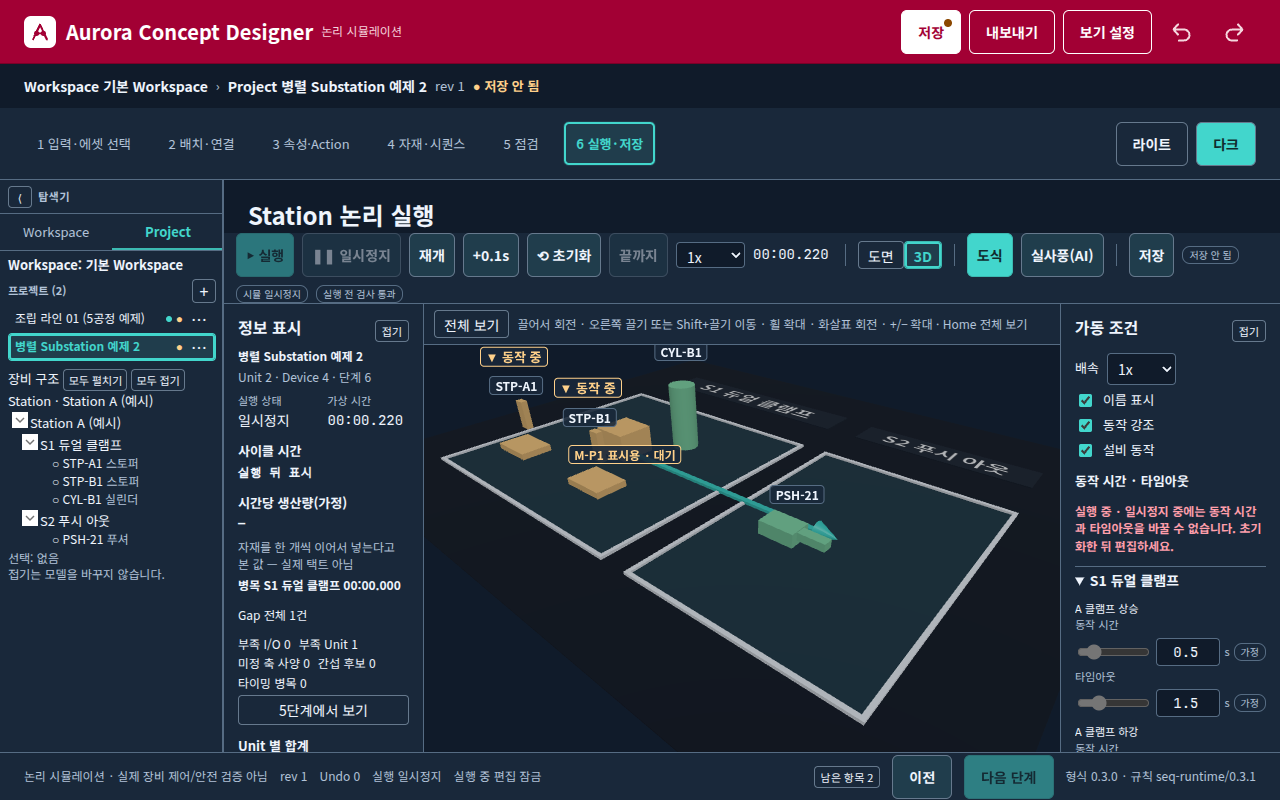 Aurora Concept Designer 논리 시뮬레이션
저장 내보내기 보기 설정
Workspace 기본 Workspace › Project 병렬 Substation 예제 2 rev 1 ● 저장 안 됨
1 입력·에셋 선택 2 배치·연결 3 속성·Action 4 자재·시퀀스 5 점검 6 실행·저장
라이트 다크
⟨ 탐색기
Workspace Project
Workspace: 기본 Workspace
프로젝트 (2) +
조립 라인 01 (5공정 예제) ● ● ···
병렬 Substation 예제 2 ● ···
장비 구조 모두 펼치기 모두 접기
Station · Station A (예시)
Station A (예시)
S1 듀얼 클램프
○ STP-A1 스토퍼
○ STP-B1 스토퍼
○ CYL-B1 실린더
S2 푸시 아웃
○ PSH-21 푸셔
선택: 없음
접기는 모델을 바꾸지 않습니다.
Station 논리 실행
▶ 실행 ❚❚ 일시정지 재개 +0.1s ⟲ 초기화 끝까지 1x 00:00.220 도면 3D 도식 실사풍(AI) 저장 저장 안 됨
시뮬 일시정지 실행 전 검사 통과
정보 표시 접기
병렬 Substation 예제 2
Unit 2 · Device 4 · 단계 6
실행 상태 가상 시간
일시정지 00:00.220
사이클 시간
실행 뒤 표시
시간당 생산량(가정)
—
자재를 한 개씩 이어서 넣는다고
본 값 — 실제 택트 아님
병목 S1 듀얼 클램프 00:00.000
Gap 전체 1건
부족 I/O 0 부족 Unit 1
미정 축 사양 0 간섭 후보 0
타이밍 병목 0
5단계에서 보기
Unit 별 합계
전체 보기 끌어서 회전 · 오른쪽 끌기 또는 Shift+끌기 이동 · 휠 확대 · 화살표 회전 · +/− 확대 · Home 전체 보기
▼ 동작 중
CYL-B1
STP-A1
▼ 동작 중
STP-B1
M-P1 표시용 · 대기
PSH-21
S1 듀얼 클램프
S2 푸시 아웃
가동 조건 접기
배속 1x
이름 표시
동작 강조
설비 동작
동작 시간 · 타임아웃
실행 중 · 일시정지 중에는 동작 시간
과 타임아웃을 바꿀 수 없습니다. 초기
화한 뒤 편집하세요.
▼ S1 듀얼 클램프
A 클램프 상승
동작 시간
0.5 s 가정
타임아웃
1.5 s 가정
A 클램프 하강
동작 시간
논리 시뮬레이션 · 실제 장비 제어/안전 검증 아님 rev 1 Undo 0 실행 일시정지 실행 중 편집 잠금
남은 항목 2 이전 다음 단계 형식 0.3.0 · 규칙 seq-runtime/0.3.1